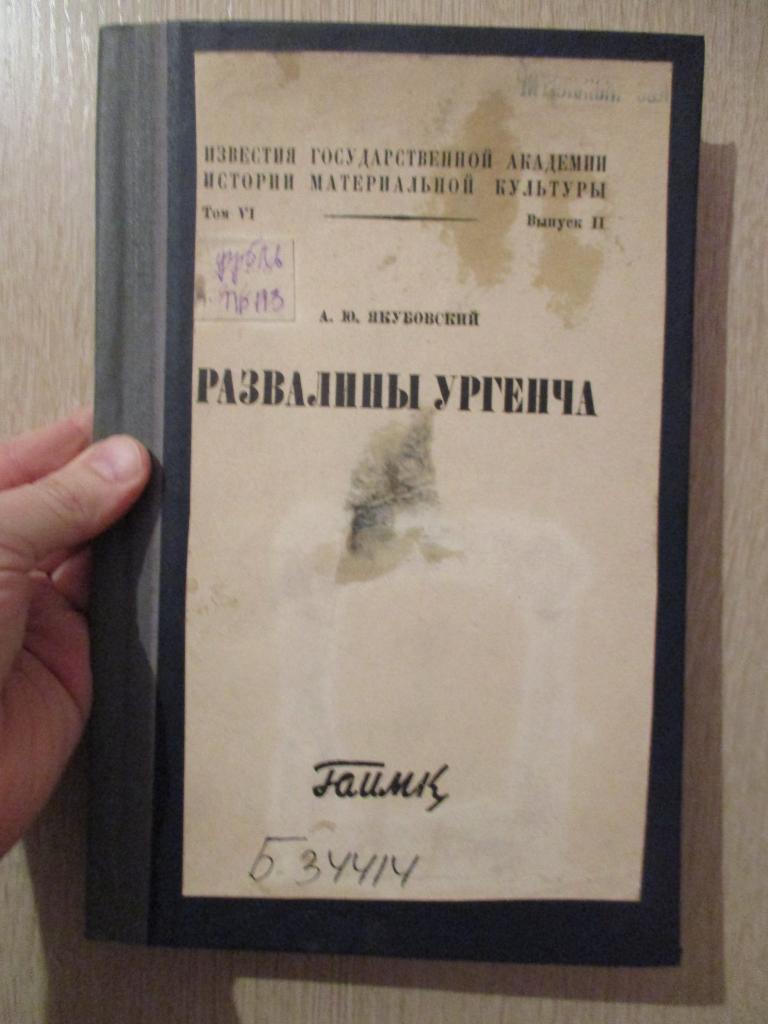 ИЗВЕСТИЯ ГОСУДАРСТВЕННОЙ АКАДЕМИИ
ИСТОРИИ МАТЕРИАЛЬНОЙ КУЛЬТУРЫ
Том VI Выпуск II
А. Ю. ЯКУБОВСКИЙ
РАЗВАЛИНЫ УРГЕНЧА
Гаимк
Б 34414